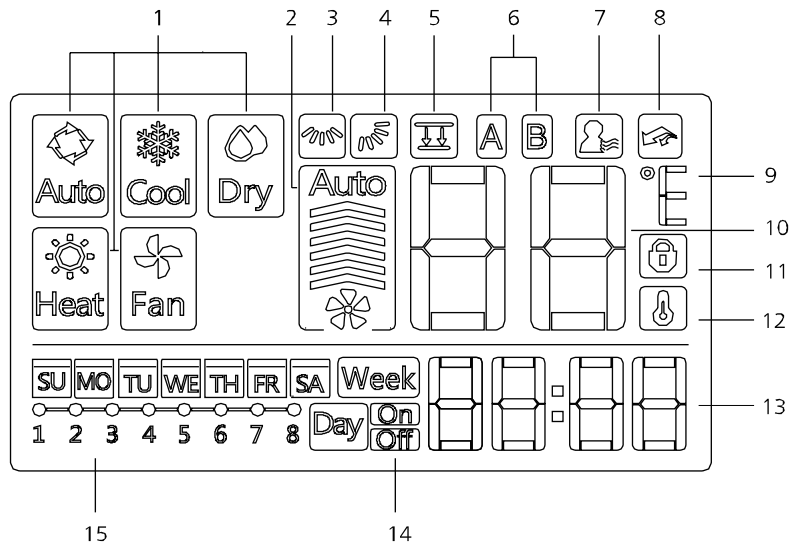 1 2 3 4 5 6 7 8
A B
Auto Cool Dry Auto
9
10
Heat Fan
11
12
SU MO TU WE TH FR SA Week
88:88 13
Day On
Off
1 2 3 4 5 6 7 8
15 14